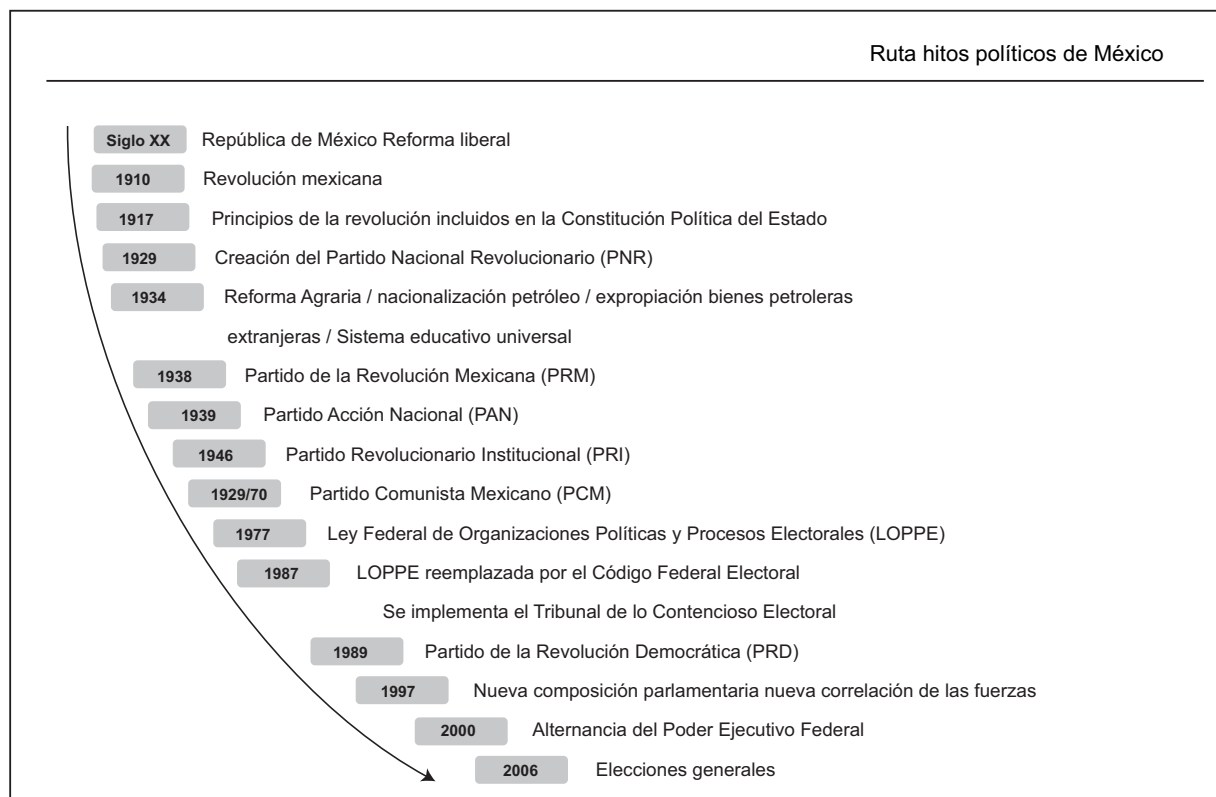 Ruta hitos políticos de México
Siglo XX República de México Reforma liberal
1910 Revolución mexicana
1917 Principios de la revolución incluidos en la Constitución Política del Estado
1929 Creación del Partido Nacional Revolucionario (PNR)
1934 Reforma Agraria / nacionalización petróleo / expropiación bienes petroleras
extranjeras / Sistema educativo universal
1938 Partido de la Revolución Mexicana (PRM)
1939 Partido Acción Nacional (PAN)
1946 Partido Revolucionario Institucional (PRI)
1929/70 Partido Comunista Mexicano (PCM)
1977 Ley Federal de Organizaciones Políticas y Procesos Electorales (LOPPE)
1987 LOPPE reemplazada por el Código Federal Electoral
Se implementa el Tribunal de lo Contencioso Electoral
1989 Partido de la Revolución Democrática (PRD)
1997 Nueva composición parlamentaria nueva correlación de las fuerzas
2000 Alternancia del Poder Ejecutivo Federal
2006 Elecciones generales